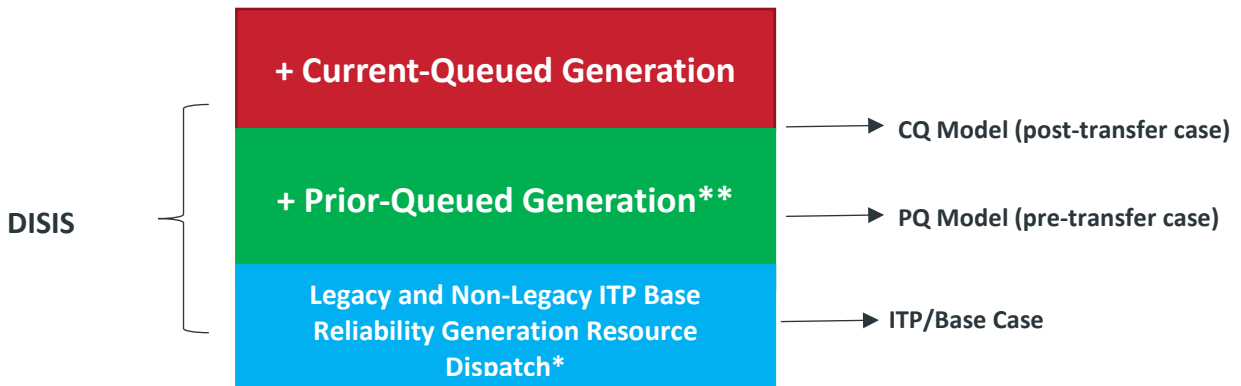 + Current-Queued Generation
CQ Model (post-transfer case)
+ Prior-Queued Generation**
DISIS
PQ Model (pre-transfer case)
Legacy and Non-Legacy ITP Base
Reliability Generation Resource
Dispatch*
ITP/Base Case